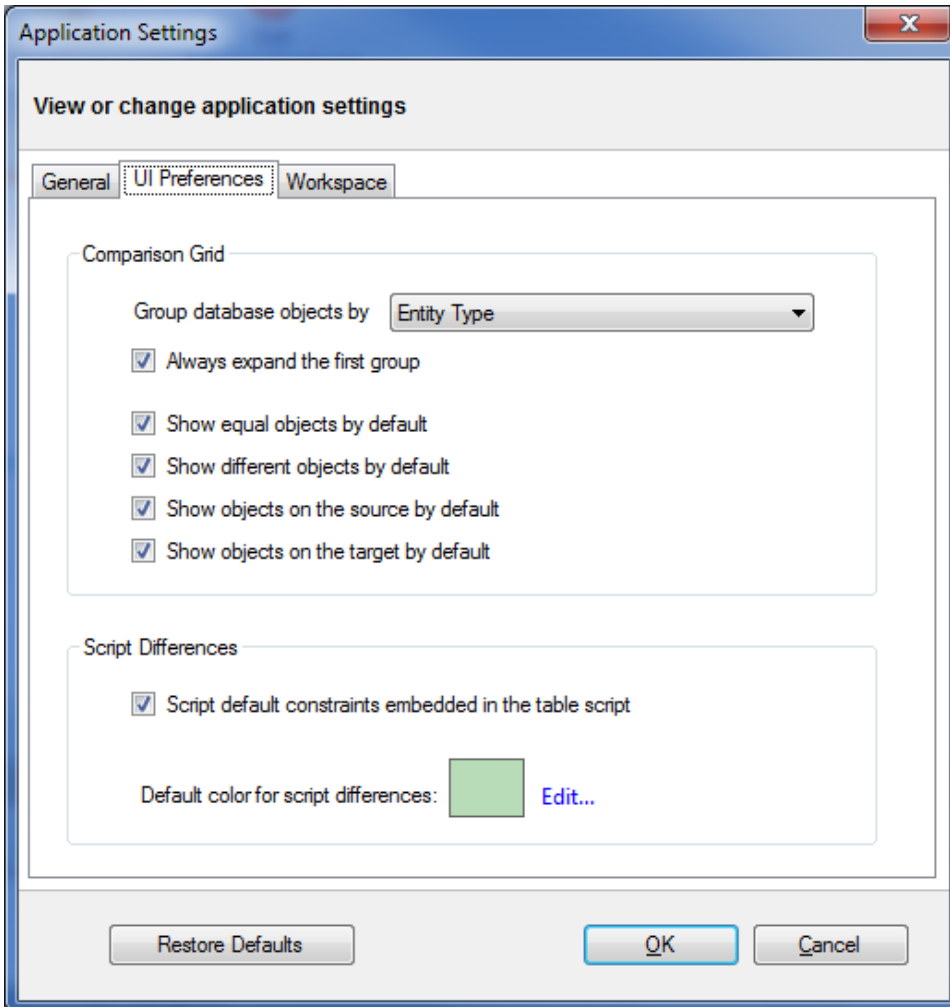 Application Settings
View or change application settings
General UI Preferences Workspace
Comparison Grid
Group database objects by Entity Type
Always expand the first group
Show equal objects by default
Show different objects by default
Show objects on the source by default
Show objects on the target by default
Script Differences
Script default constraints embedded in the table script
Default color for script differences: Edit...
Restore Defaults OK Cancel